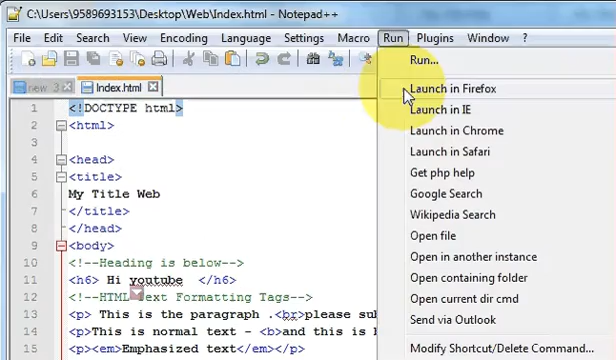 C:\Users\9589693153\Desktop\Web\Index.html - Notepad++
File Edit Search View Encoding Language Settings Macro Run Plugins Window ?
new 3 Index.html
1 <!DOCTYPE html>
2 <html>
3
4 <head>
5 <title>
6 My Title Web
7 </title>
8 </head>
9 <body>
10 <!--Heading is below-->
11 <h6> Hi youtube </h6>
12 <!--HTML Text Formatting Tags-->
13 <p> This is the paragraph .<br>please sub
14 <p>This is normal text - <b>and this is
15 <p><em>Emphasized text</em></p>
Run...
Launch in Firefox
Launch in IE
Launch in Chrome
Launch in Safari
Get php help
Google Search
Wikipedia Search
Open file
Open in another instance
Open containing folder
Open current dir cmd
Send via Outlook
Modify Shortcut/Delete Command...